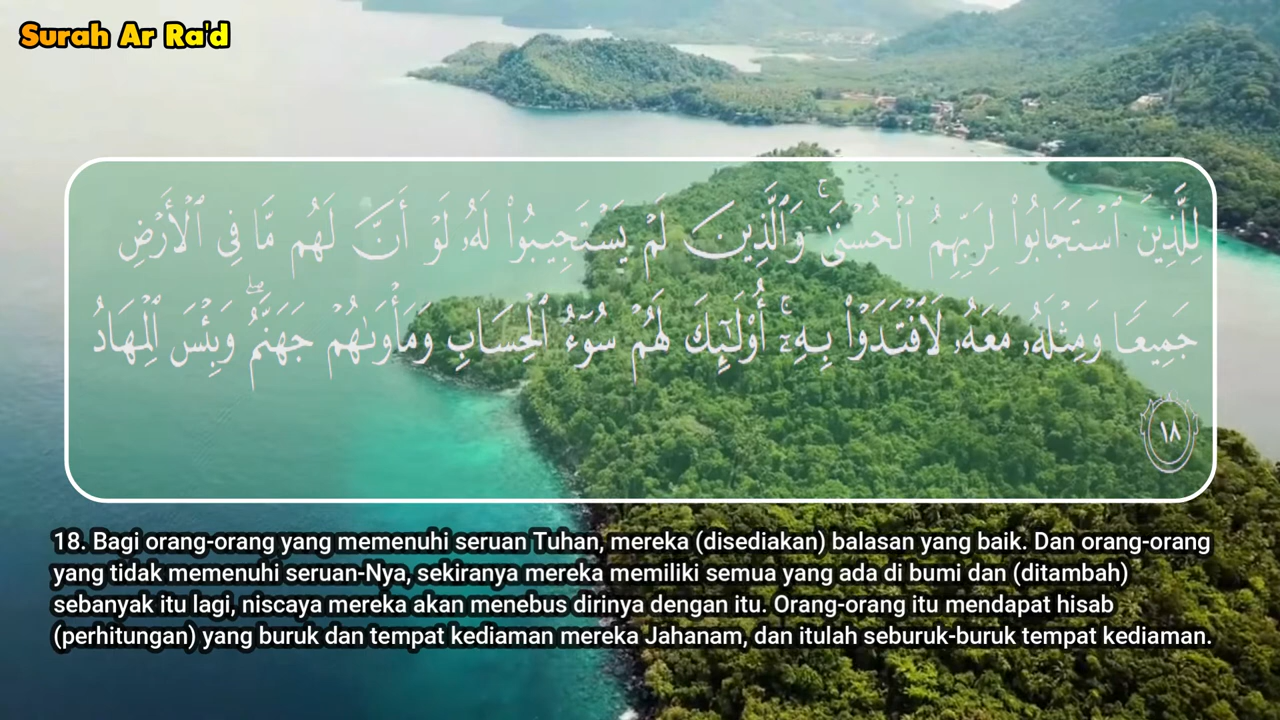 Surah Ar Ra'd
لِلَّذِينَ ٱسْتَجَابُوا۟ لِرَبِّهِمُ ٱلْحُسْنَىٰ ۚ وَٱلَّذِينَ لَمْ يَسْتَجِيبُوا۟ لَهُۥ لَوْ أَنَّ لَهُم مَّا فِى ٱلْأَرْضِ
جَمِيعًا وَمِثْلَهُۥ مَعَهُۥ لَٱفْتَدَوْا۟ بِهِۦٓ ۚ أُو۟لَـٰٓئِكَ لَهُمْ سُوٓءُ ٱلْحِسَابِ وَمَأْوَىٰهُمْ جَهَنَّمُ ۖ وَبِئْسَ ٱلْمِهَادُ
١٨
18. Bagi orang-orang yang memenuhi seruan Tuhan, mereka (disediakan) balasan yang baik. Dan orang-orang
yang tidak memenuhi seruan-Nya, sekiranya mereka memiliki semua yang ada di bumi dan (ditambah)
sebanyak itu lagi, niscaya mereka akan menebus dirinya dengan itu. Orang-orang itu mendapat hisab
(perhitungan) yang buruk dan tempat kediaman mereka Jahanam, dan itulah seburuk-buruk tempat kediaman.